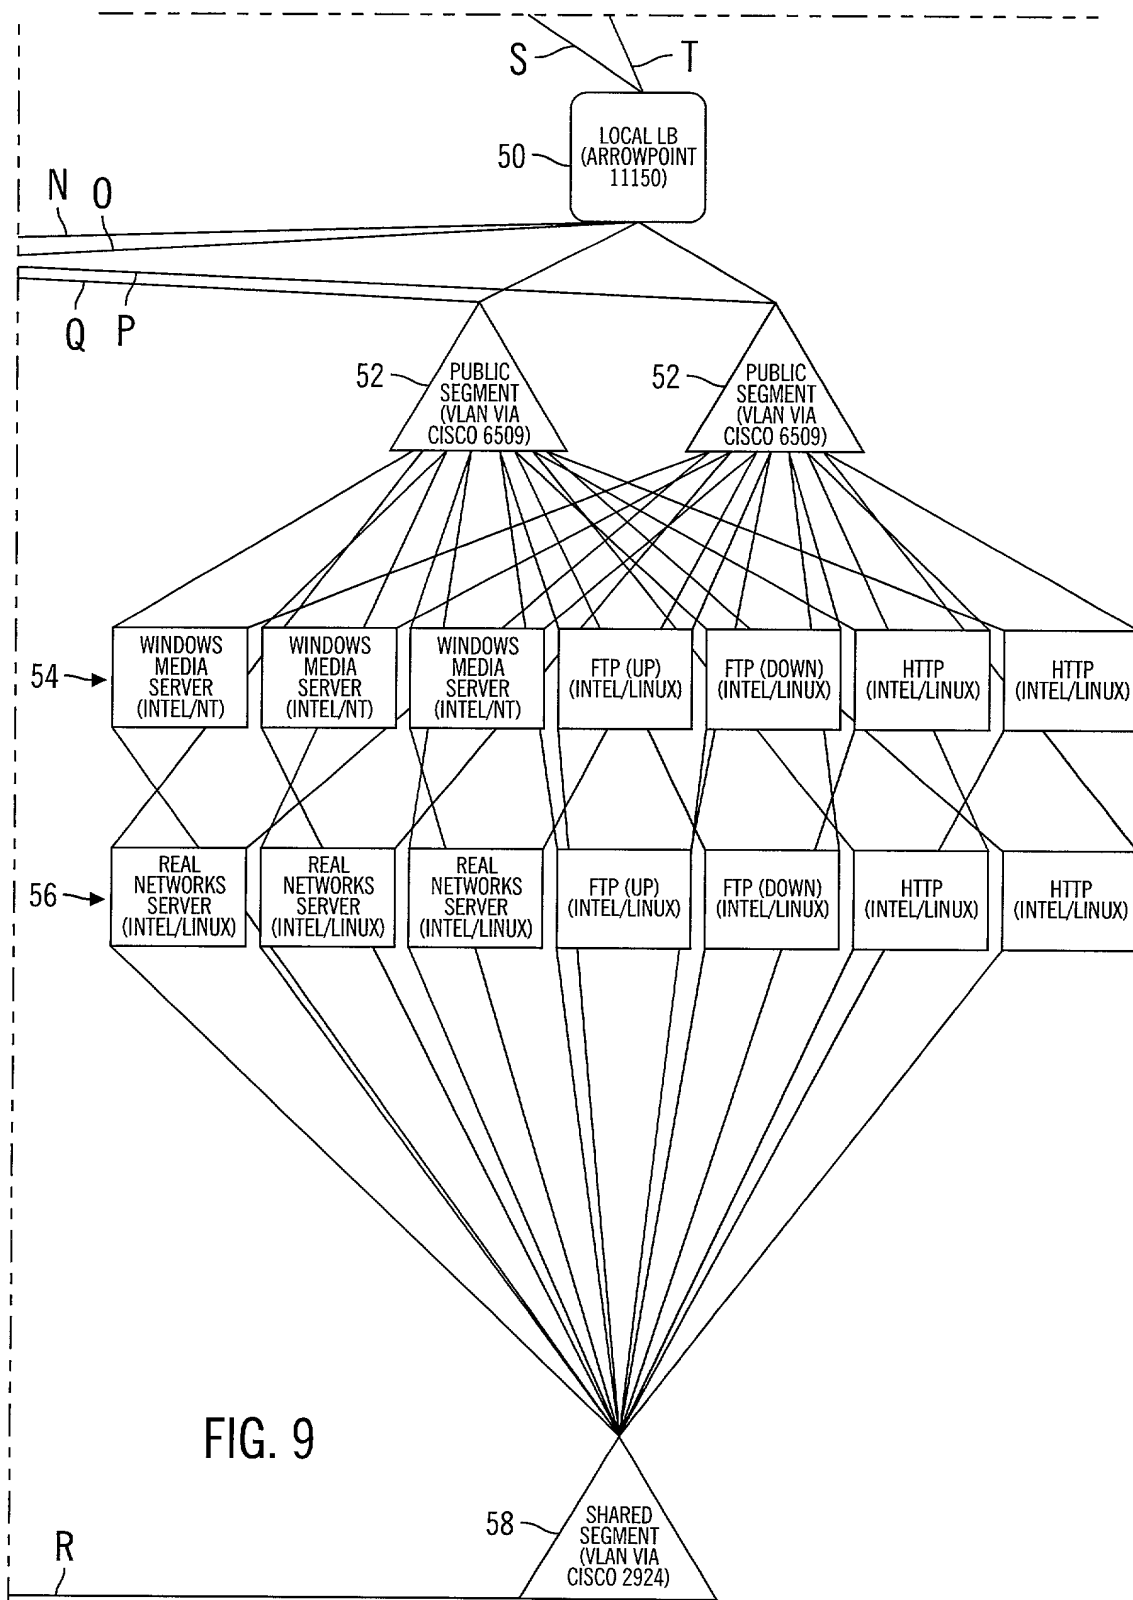 S
T
50
LOCAL LB
(ARROWPOINT
11150)
N
O
Q
P
52
PUBLIC
SEGMENT
(VLAN VIA
CISCO 6509)
52
PUBLIC
SEGMENT
(VLAN VIA
CISCO 6509)
54
WINDOWS
MEDIA
SERVER
(INTEL/NT)
WINDOWS
MEDIA
SERVER
(INTEL/NT)
WINDOWS
MEDIA
SERVER
(INTEL/NT)
FTP (UP)
(INTEL/LINUX)
FTP (DOWN)
(INTEL/LINUX)
HTTP
(INTEL/LINUX)
HTTP
(INTEL/LINUX)
56
REAL
NETWORKS
SERVER
(INTEL/LINUX)
REAL
NETWORKS
SERVER
(INTEL/LINUX)
REAL
NETWORKS
SERVER
(INTEL/LINUX)
FTP (UP)
(INTEL/LINUX)
FTP (DOWN)
(INTEL/LINUX)
HTTP
(INTEL/LINUX)
HTTP
(INTEL/LINUX)
FIG. 9
58
SHARED
SEGMENT
(VLAN VIA
CISCO 2924)
R